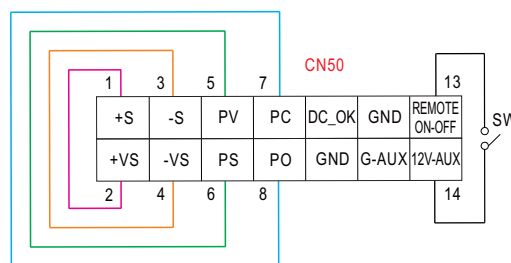 CN50
1 3 5 7 13
+S -S PV PC DC_OK GND REMOTE ON-OFF
+VS -VS PS PO GND G-AUX 12V-AUX
2 4 6 8 14
SW